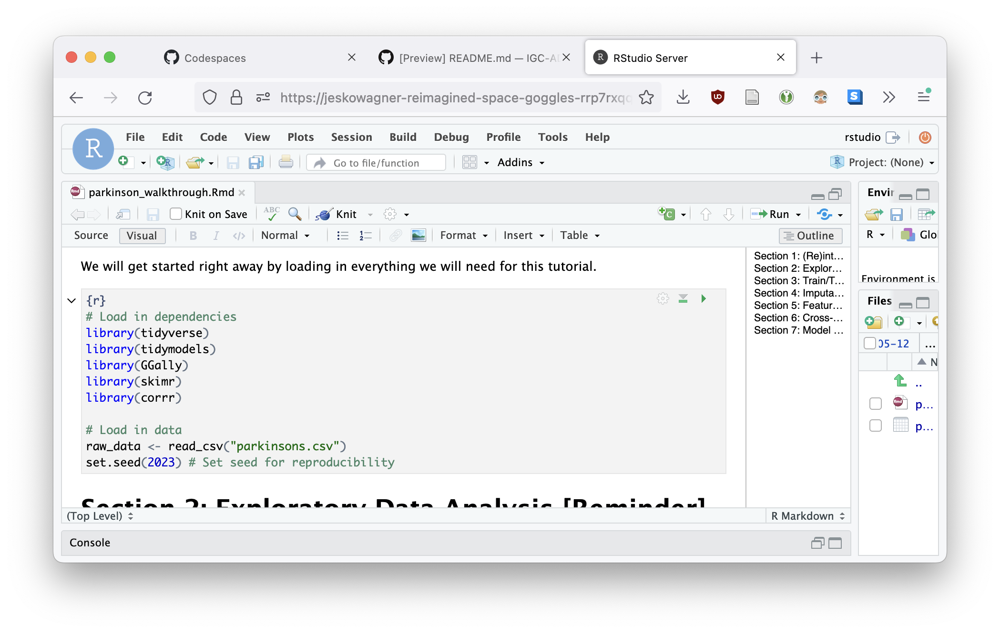 Codespaces
[Preview] README.md — IGC-AI
RStudio Server
https://jeskowagner-reimagined-space-goggles-rrp7rxqq
File Edit Code View Plots Session Build Debug Profile Tools Help
rstudio
Go to file/function
Addins
Project: (None)
parkinson_walkthrough.Rmd
Knit on Save
ABC
Knit
Run
Source
Visual
B
I
</>
Normal
Format
Insert
Table
Outline
We will get started right away by loading in everything we will need for this tutorial.
{r}
# Load in dependencies
library(tidyverse)
library(tidymodels)
library(GGally)
library(skimr)
library(corrr)
# Load in data
raw_data <- read_csv("parkinsons.csv")
set.seed(2023) # Set seed for reproducibility
Section 2: Exploratory Data Analysis [Reminder]
(Top Level)
R Markdown
Console
Section 1: (Re)int...
Section 2: Explor...
Section 3: Train/T...
Section 4: Imputa...
Section 5: Featur...
Section 6: Cross-...
Section 7: Model ...
Envir
R
Glo
Environment is
Files
05-12
...
N
..
p...
p...